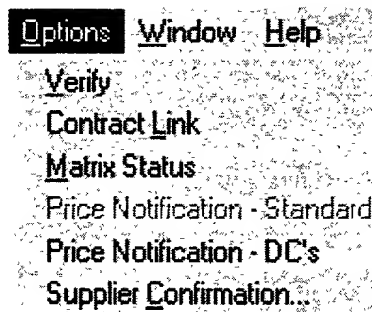 Options Window Help
Verify
Contract Link
Matrix Status
Price Notification - Standard
Price Notification - DC's
Supplier Confirmation...